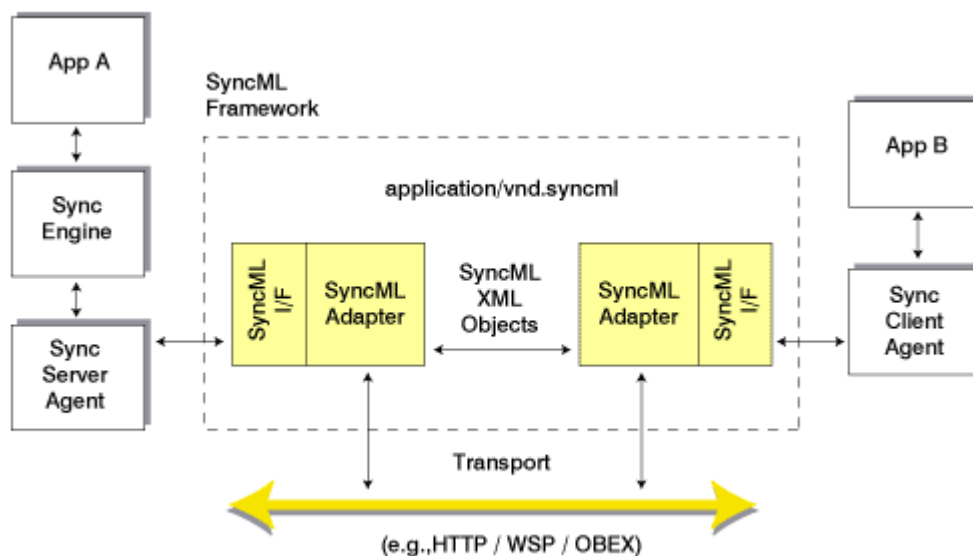 App A
SyncML
Framework
App B
application/vnd.syncml
Sync
Engine
SyncML
I/F
SyncML
Adapter
SyncML
XML
Objects
SyncML
Adapter
SyncML
I/F
Sync
Client
Agent
Sync
Server
Agent
Transport
(e.g.,HTTP / WSP / OBEX)